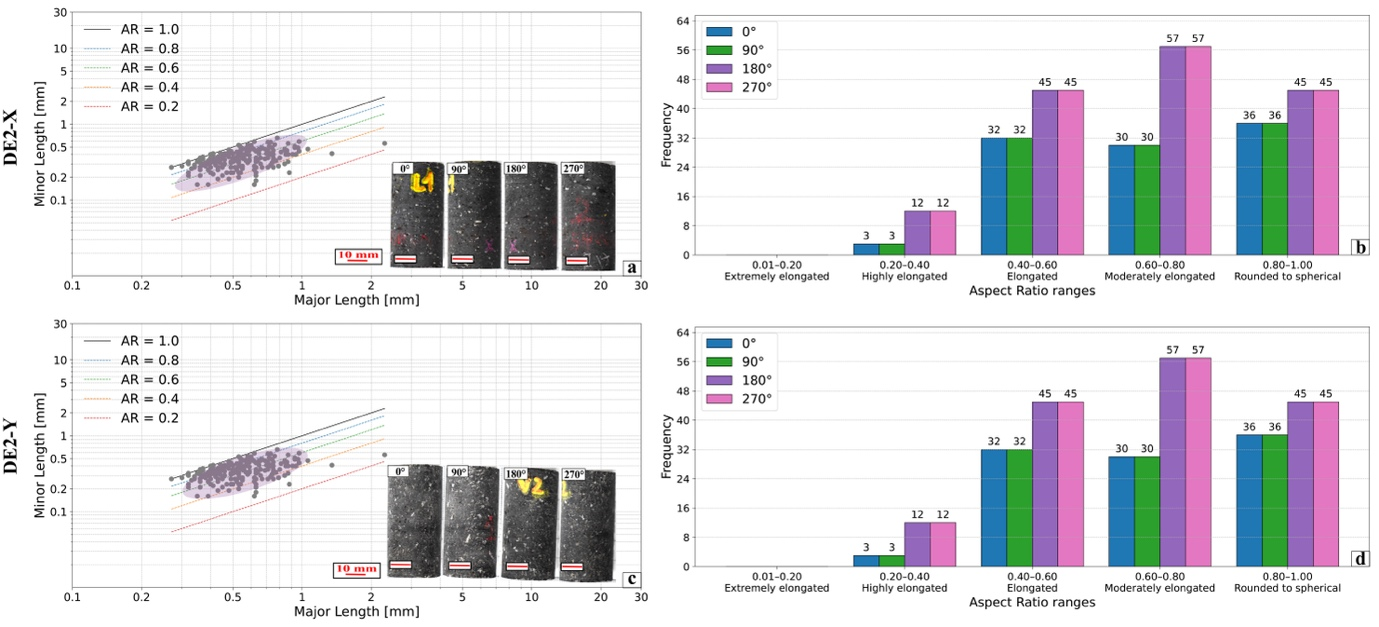 DE2-X
30
10
5
2
1
0.5
0.2
0.1
Minor Length [mm]
AR = 1.0
AR = 0.8
AR = 0.6
AR = 0.4
AR = 0.2
0° 90° 180° 270°
L1
X X
10 mm
a
0.1 0.2 0.5 1 2 5 10 20 30
Major Length [mm]
64
56
48
40
32
24
16
8
0
Frequency
0°
90°
180°
270°
3 3 12 12
32 32 45 45
30 30 57 57
36 36 45 45
b
0.01–0.20 0.20–0.40 0.40–0.60 0.60–0.80 0.80–1.00
Extremely elongated Highly elongated Elongated Moderately elongated Rounded to spherical
Aspect Ratio ranges
DE2-Y
30
10
5
2
1
0.5
0.2
0.1
Minor Length [mm]
AR = 1.0
AR = 0.8
AR = 0.6
AR = 0.4
AR = 0.2
0° 90° 180° 270°
V2
10 mm
c
0.1 0.2 0.5 1 2 5 10 20 30
Major Length [mm]
64
56
48
40
32
24
16
8
0
Frequency
0°
90°
180°
270°
3 3 12 12
32 32 45 45
30 30 57 57
36 36 45 45
d
0.01–0.20 0.20–0.40 0.40–0.60 0.60–0.80 0.80–1.00
Extremely elongated Highly elongated Elongated Moderately elongated Rounded to spherical
Aspect Ratio ranges